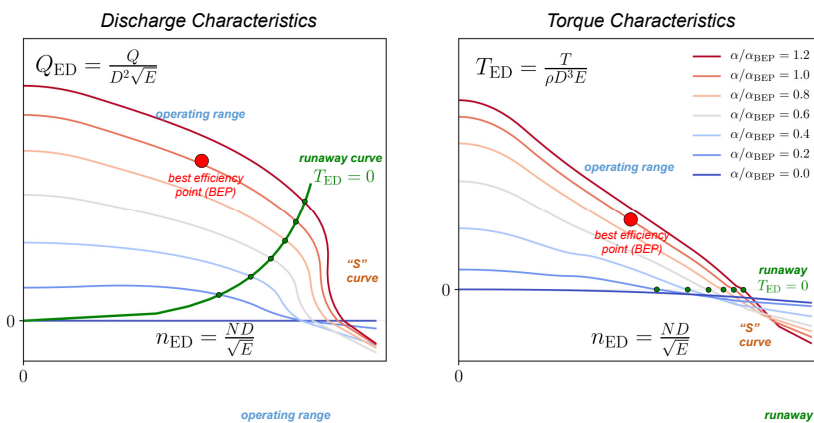 Discharge Characteristics
Q_ED = Q / D²√E
operating range
best efficiency
point (BEP)
runaway curve
T_ED = 0
“S”
curve
0
n_ED = ND / √E
0
Torque Characteristics
T_ED = T / ρD³E
α/α_BEP = 1.2
α/α_BEP = 1.0
α/α_BEP = 0.8
α/α_BEP = 0.6
α/α_BEP = 0.4
α/α_BEP = 0.2
α/α_BEP = 0.0
operating range
best efficiency
point (BEP)
runaway
T_ED = 0
0
“S”
curve
n_ED = ND / √E
0
operating range
runaway